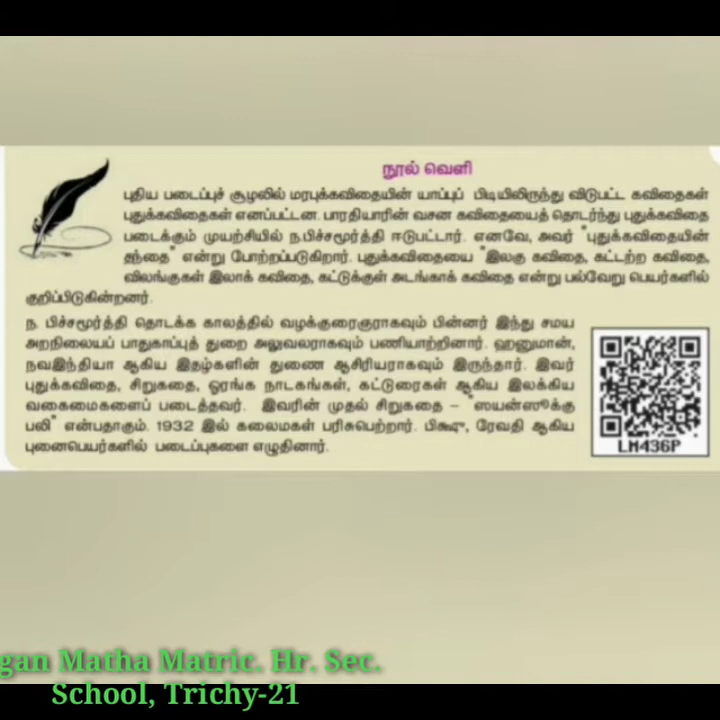 நூல் வெளி
புதிய படைப்புச் சூழலில் மரபுக்கவிதையின் யாப்புப் பிடியிலிருந்து விடுபட்ட கவிதைகள்
புதுக்கவிதைகள் எனப்பட்டன. பாரதியாரின் வசன கவிதையைத் தொடர்ந்து புதுக்கவிதை
படைக்கும் முயற்சியில் ந.பிச்சமூர்த்தி ஈடுபட்டார். எனவே, அவர் "புதுக்கவிதையின்
தந்தை" என்று போற்றப்படுகிறார். புதுக்கவிதையை "இலகு கவிதை, கட்டற்ற கவிதை,
விலங்குகள் இலாக் கவிதை, கட்டுக்குள் அடங்காக் கவிதை என்று பல்வேறு பெயர்களில்
குறிப்பிடுகின்றனர்.
ந. பிச்சமூர்த்தி தொடக்க காலத்தில் வழக்குரைஞராகவும் பின்னர் இந்து சமய
அறநிலையப் பாதுகாப்புத் துறை அலுவலராகவும் பணியாற்றினார். ஹனுமான்,
நவஇந்தியா ஆகிய இதழ்களின் துணை ஆசிரியராகவும் இருந்தார். இவர்
புதுக்கவிதை, சிறுகதை, ஓரங்க நாடகங்கள், கட்டுரைகள் ஆகிய இலக்கிய
வகைமைகளைப் படைத்தவர். இவரின் முதல் சிறுகதை – "ஸயன்ஸூக்கு
பலி" என்பதாகும். 1932 இல் கலைமகள் பரிசுபெற்றார். பிக்ஷு, ரேவதி ஆகிய
புனைபெயர்களில் படைப்புகளை எழுதினார்.
LM436P
gan Matha Matric. Hr. Sec.
School, Trichy-21